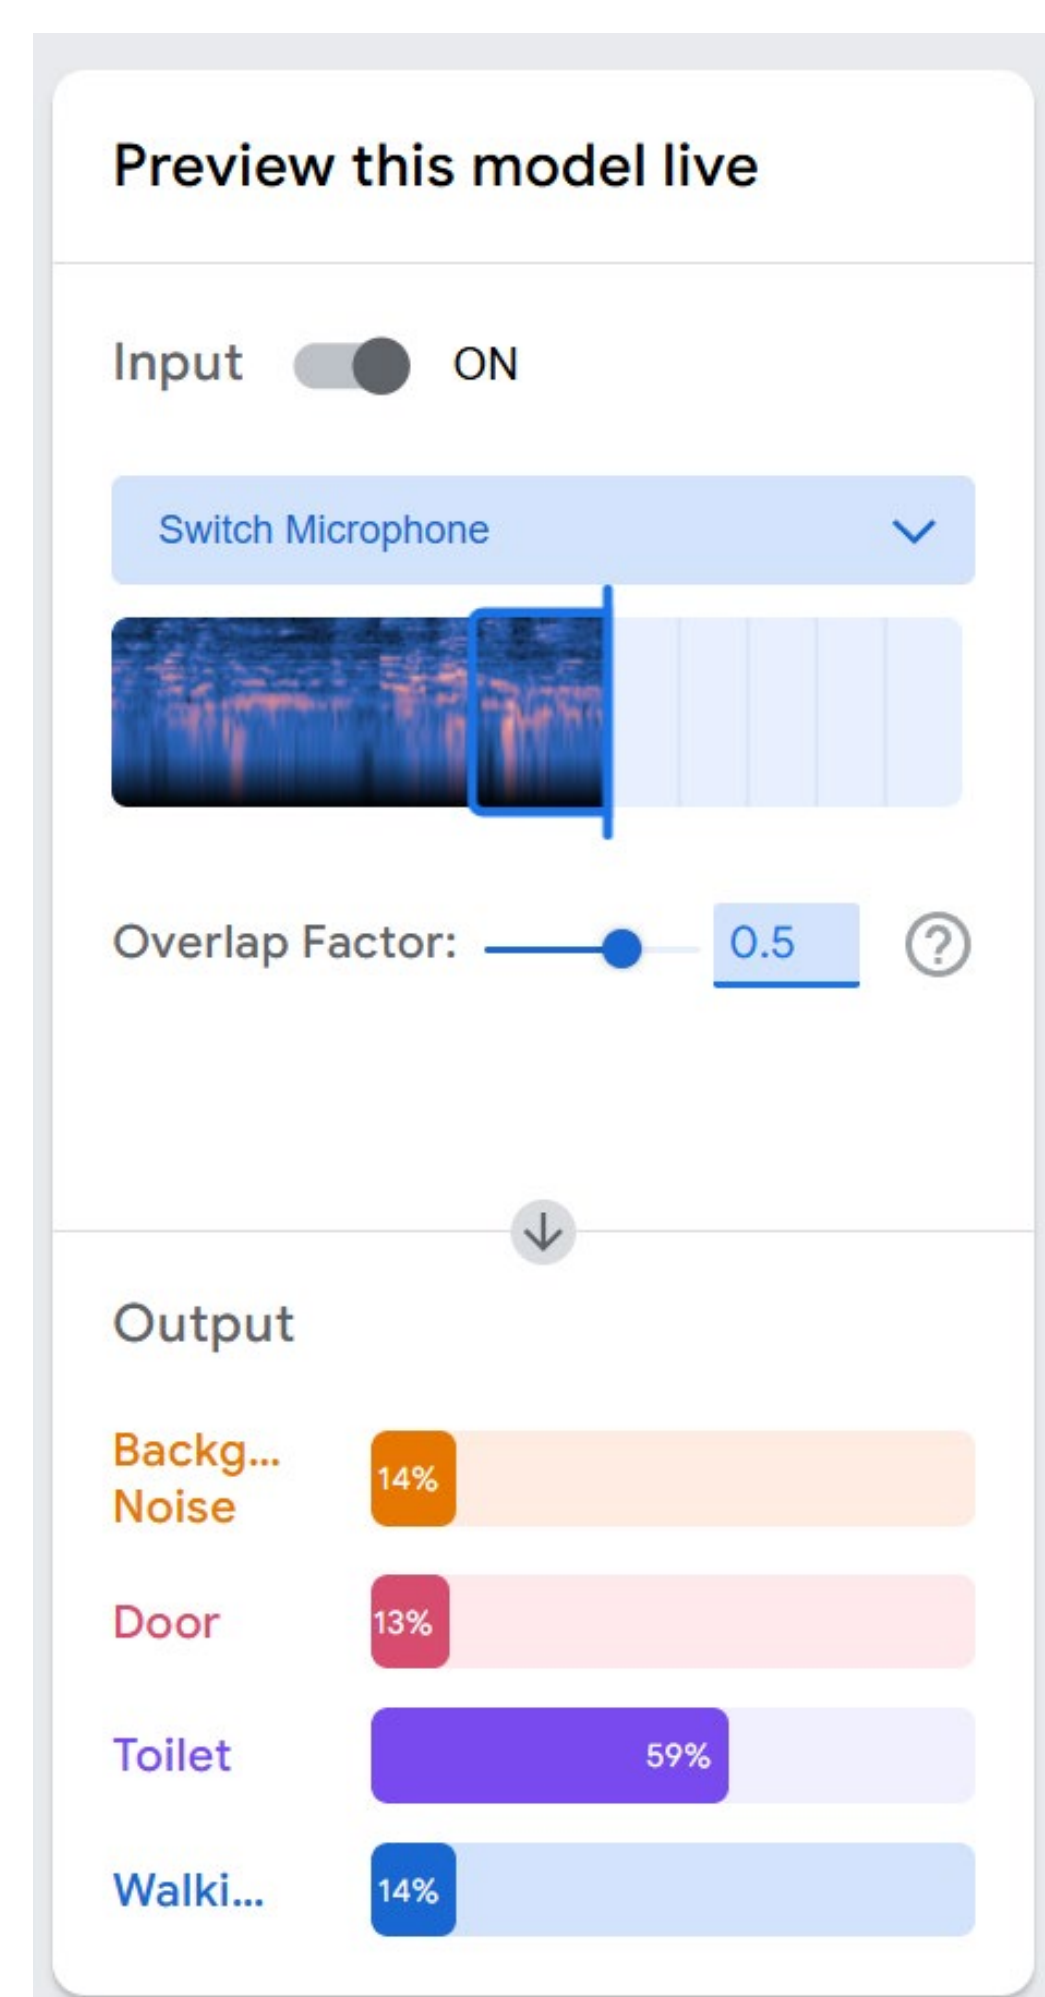 Preview this model live
Input ON
Switch Microphone
Overlap Factor: 0.5 ?
Output
Backg...
Noise
14%
Door 13%
Toilet 59%
Walki... 14%